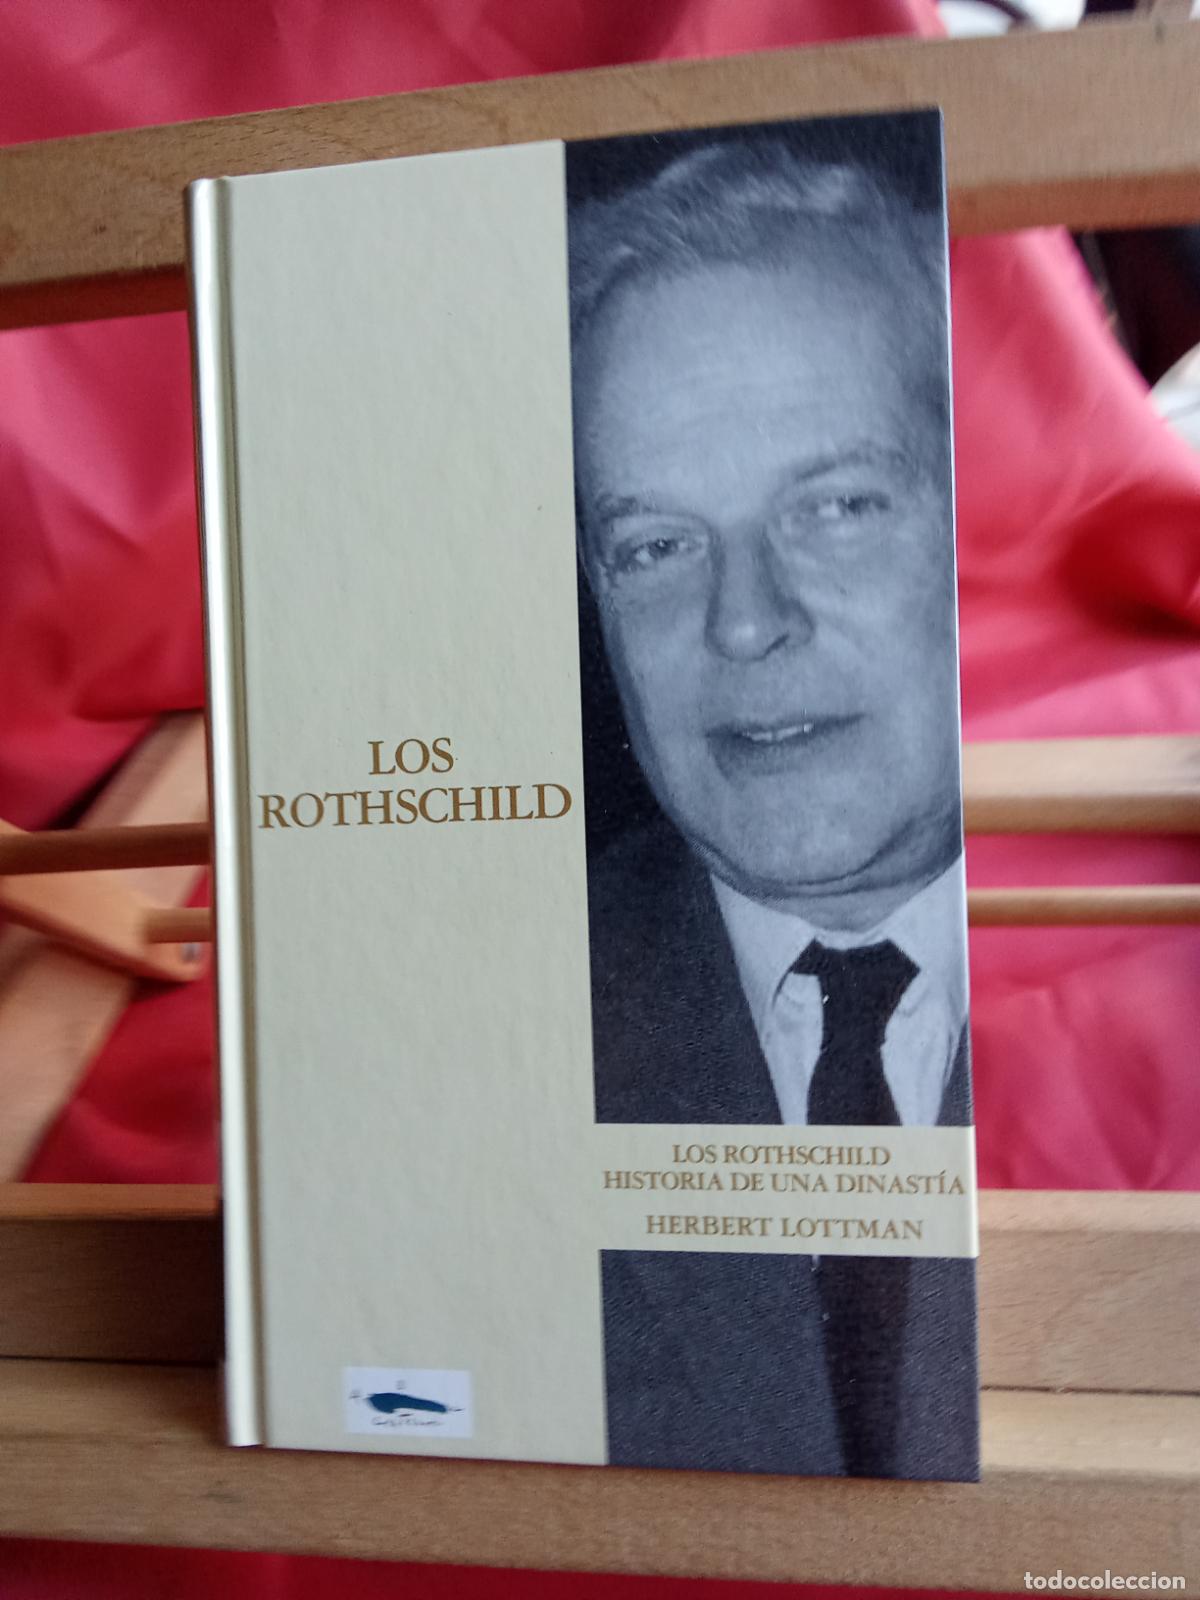 LOS
ROTHSCHILD
LOS ROTHSCHILD
HISTORIA DE UNA DINASTÍA
HERBERT LOTTMAN
todocoleccion